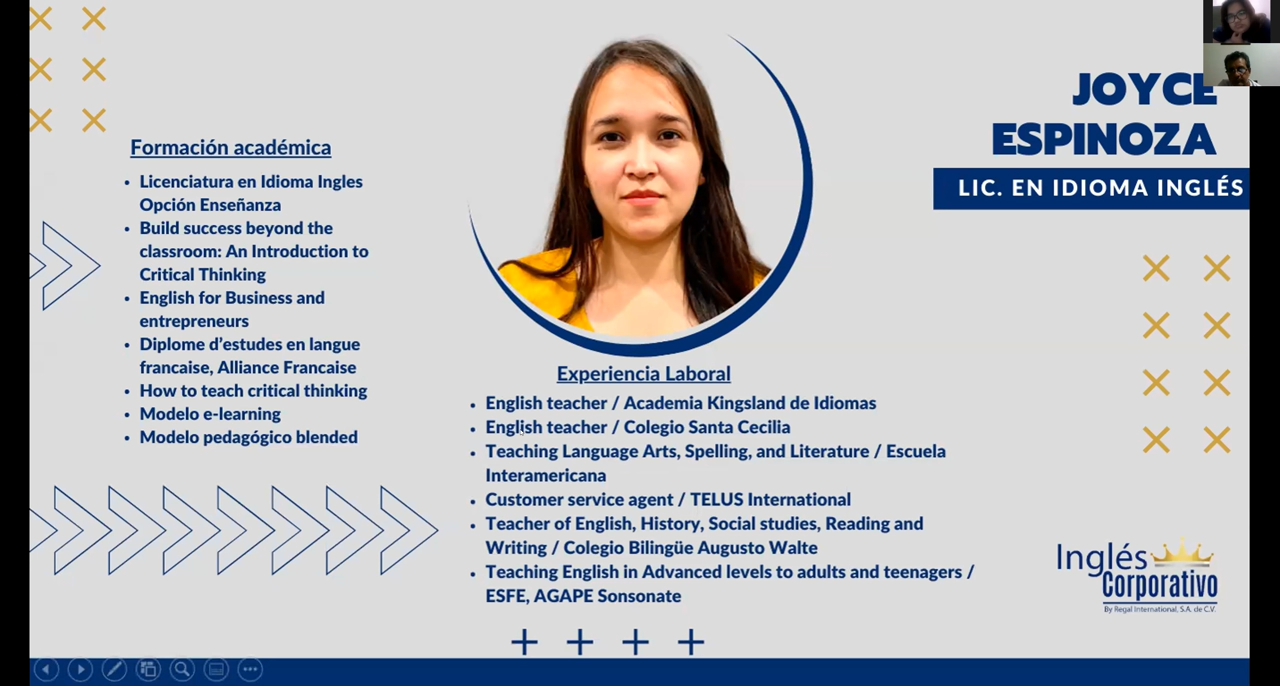 JOYCE
ESPINOZA
LIC. EN IDIOMA INGLÉS
Formación académica
• Licenciatura en Idioma Ingles
Opción Enseñanza
• Build success beyond the
classroom: An Introduction to
Critical Thinking
• English for Business and
entrepreneurs
• Diplome d’estudes en langue
francaise, Alliance Francaise
• How to teach critical thinking
• Modelo e-learning
• Modelo pedagógico blended
Experiencia Laboral
• English teacher / Academia Kingsland de Idiomas
• English teacher / Colegio Santa Cecilia
• Teaching Language Arts, Spelling, and Literature / Escuela
Interamericana
• Customer service agent / TELUS International
• Teacher of English, History, Social studies, Reading and
Writing / Colegio Bilingüe Augusto Walte
• Teaching English in Advanced levels to adults and teenagers /
ESFE, AGAPE Sonsonate
Inglés
Corporativo
By Regal International, S.A. de C.V.